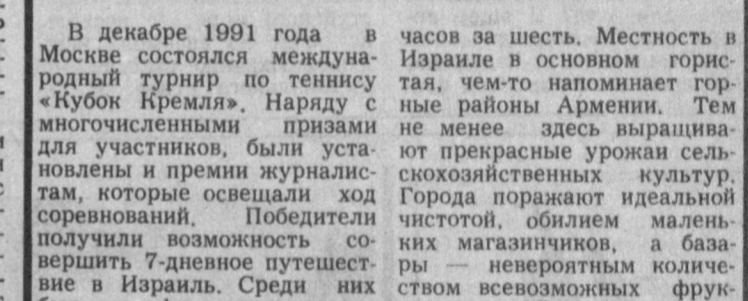 В декабре 1991 года в
Москве состоялся междуна-
родный турнир по теннису
«Кубок Кремля». Наряду с
многочисленными призами
для участников, были уста-
новлены и премии журналис-
там, которые освещали ход
соревнований. Победители
получили возможность со-
вершить 7-дневное путешест-
вие в Израиль. Среди них
часов за шесть. Местность в
Израиле в основном горис-
тая, чем-то напоминает гор-
ные районы Армении. Тем
не менее здесь выращива-
ют прекрасные урожаи сель-
скохозяйственных культур.
Города поражают идеальной
чистотой, обилием малень-
ких магазинчиков, а база-
ры — невероятным количе-
ством всевозможных фрук-